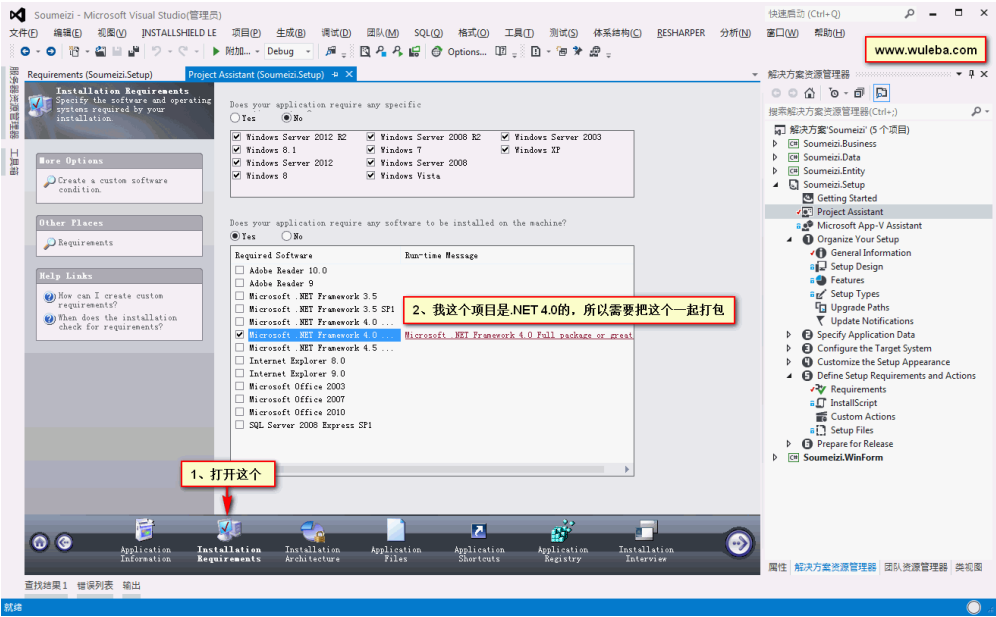 Soumeizi - Microsoft Visual Studio(管理员)
快速启动 (Ctrl+Q)
文件(F) 编辑(E) 视图(V) INSTALLSHIELD LE 项目(P) 生成(B) 调试(D) 团队(M) SQL(Q) 格式(O) 工具(T) 测试(S) 体系结构(C) RESHARPER 分析(N) 窗口(W) 帮助(H)
附加... Debug Options...
www.wuleba.com
服务器资源管理器
工具箱
Requirements (Soumeizi.Setup) Project Assistant (Soumeizi.Setup)
Installation Requirements
Specify the software and operating
systems required by your
installation.
More Options
Create a custom software
condition.
Other Places
Requirements
Help Links
How can I create custom
requirements?
When does the installation
check for requirements?
Does your application require any specific
Yes No
Windows Server 2012 R2 Windows Server 2008 R2 Windows Server 2003
Windows 8.1 Windows 7 Windows XP
Windows Server 2012 Windows Server 2008
Windows 8 Windows Vista
Does your application require any software to be installed on the machine?
Yes No
Required Software Run-time Message
Adobe Reader 10.0
Adobe Reader 9
Microsoft .NET Framework 3.5
Microsoft .NET Framework 3.5 SP1
Microsoft .NET Framework 4.0 ...
Microsoft .NET Framework 4.0 ... Microsoft .NET Framework 4.0 Full package or great
Microsoft .NET Framework 4.5 ...
Internet Explorer 8.0
Internet Explorer 9.0
Microsoft Office 2003
Microsoft Office 2007
Microsoft Office 2010
SQL Server 2008 Express SP1
2、我这个项目是.NET 4.0的，所以需要把这个一起打包
1、打开这个
Application Information
Installation Requirements
Installation Architecture
Application Files
Application Shortcuts
Application Registry
Installation Interview
解决方案资源管理器
搜索解决方案资源管理器(Ctrl+;)
解决方案'Soumeizi' (5 个项目)
Soumeizi.Business
Soumeizi.Data
Soumeizi.Entity
Soumeizi.Setup
Getting Started
Project Assistant
Microsoft App-V Assistant
1 Organize Your Setup
General Information
Setup Design
Features
Setup Types
Upgrade Paths
Update Notifications
2 Specify Application Data
3 Configure the Target System
4 Customize the Setup Appearance
5 Define Setup Requirements and Actions
Requirements
InstallScript
Custom Actions
Setup Files
6 Prepare for Release
Soumeizi.WinForm
属性 解决方案资源管理器 团队资源管理器 类视图
查找结果 1 错误列表 输出
就绪